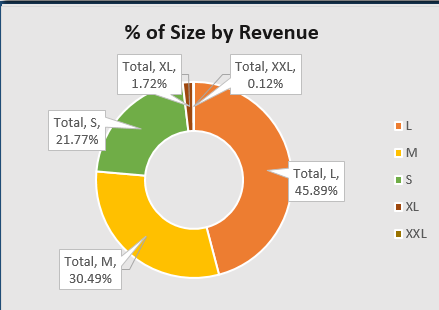 % of Size by Revenue
Total, XL,
1.72%
Total, XXL,
0.12%
Total, S,
21.77%
Total, L,
45.89%
Total, M,
30.49%
L
M
S
XL
XXL